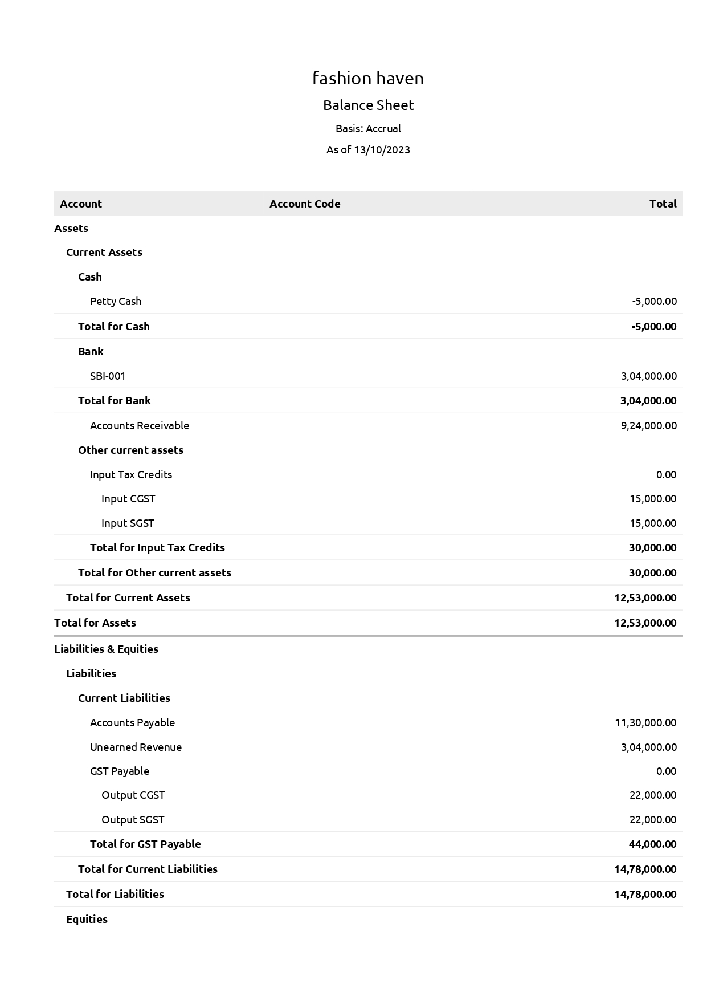 fashion haven
Balance Sheet
Basis: Accrual
As of 13/10/2023
Account Account Code Total
Assets
Current Assets
Cash
Petty Cash -5,000.00
Total for Cash -5,000.00
Bank
SBI-001 3,04,000.00
Total for Bank 3,04,000.00
Accounts Receivable 9,24,000.00
Other current assets
Input Tax Credits 0.00
Input CGST 15,000.00
Input SGST 15,000.00
Total for Input Tax Credits 30,000.00
Total for Other current assets 30,000.00
Total for Current Assets 12,53,000.00
Total for Assets 12,53,000.00
Liabilities & Equities
Liabilities
Current Liabilities
Accounts Payable 11,30,000.00
Unearned Revenue 3,04,000.00
GST Payable 0.00
Output CGST 22,000.00
Output SGST 22,000.00
Total for GST Payable 44,000.00
Total for Current Liabilities 14,78,000.00
Total for Liabilities 14,78,000.00
Equities